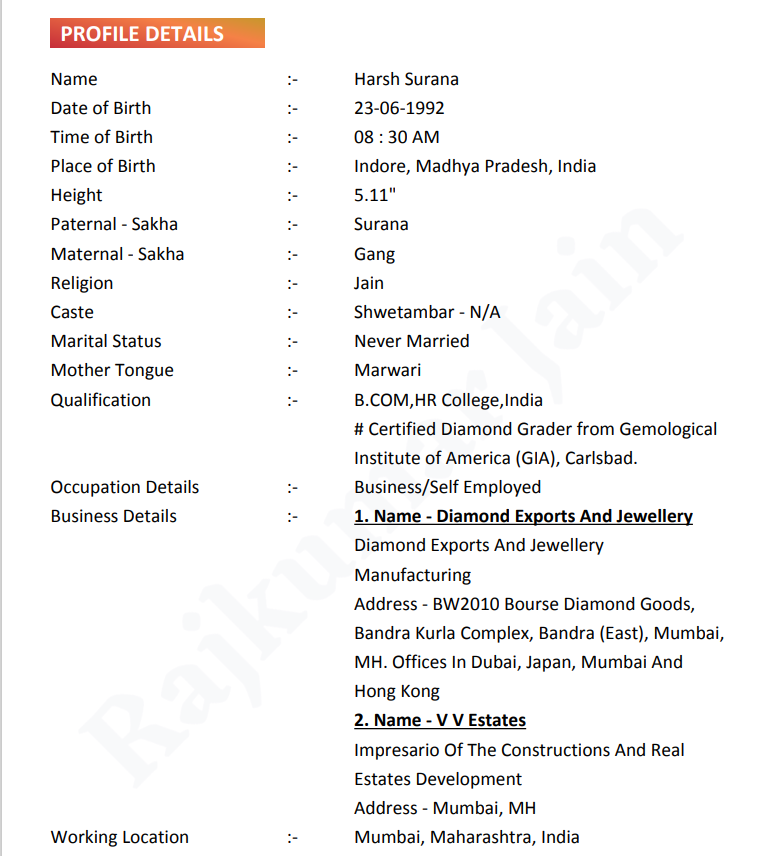 PROFILE DETAILS
Name :- Harsh Surana
Date of Birth :- 23-06-1992
Time of Birth :- 08 : 30 AM
Place of Birth :- Indore, Madhya Pradesh, India
Height :- 5.11"
Paternal - Sakha :- Surana
Maternal - Sakha :- Gang
Religion :- Jain
Caste :- Shwetambar - N/A
Marital Status :- Never Married
Mother Tongue :- Marwari
Qualification :- B.COM,HR College,India
# Certified Diamond Grader from Gemological
Institute of America (GIA), Carlsbad.
Occupation Details :- Business/Self Employed
Business Details :- 1. Name - Diamond Exports And Jewellery
Diamond Exports And Jewellery
Manufacturing
Address - BW2010 Bourse Diamond Goods,
Bandra Kurla Complex, Bandra (East), Mumbai,
MH. Offices In Dubai, Japan, Mumbai And
Hong Kong
2. Name - V V Estates
Impresario Of The Constructions And Real
Estates Development
Address - Mumbai, MH
Working Location :- Mumbai, Maharashtra, India
Rajkumar Jain